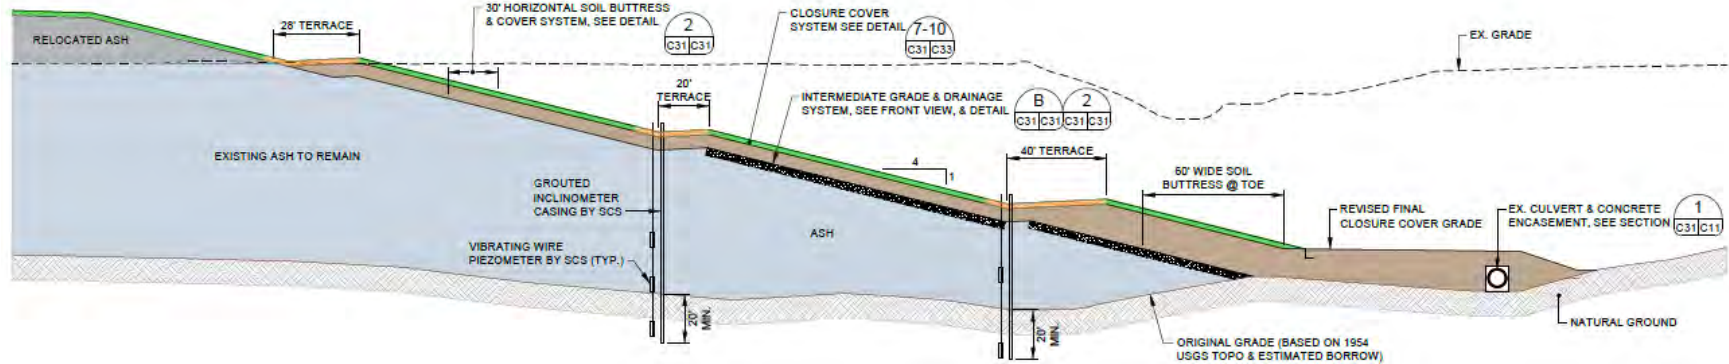 30' HORIZONTAL SOIL BUTTRESS
& COVER SYSTEM, SEE DETAIL
2
C31 C31
CLOSURE COVER
SYSTEM SEE DETAIL
7-10
C31 C33
28' TERRACE
RELOCATED ASH
EX. GRADE
20'
TERRACE
INTERMEDIATE GRADE & DRAINAGE
SYSTEM, SEE FRONT VIEW, & DETAIL
B
C31 C31
2
C31 C31
EXISTING ASH TO REMAIN
4
1
40' TERRACE
60' WIDE SOIL
BUTTRESS @ TOE
GROUTED
INCLINOMETER
CASING BY SCS
ASH
REVISED FINAL
CLOSURE COVER GRADE
EX. CULVERT & CONCRETE
ENCASEMENT, SEE SECTION
1
C31 C11
VIBRATING WIRE
PIEZOMETER BY SCS (TYP.)
20'
MIN.
20'
MIN.
NATURAL GROUND
ORIGINAL GRADE (BASED ON 1954
USGS TOPO & ESTIMATED BORROW)